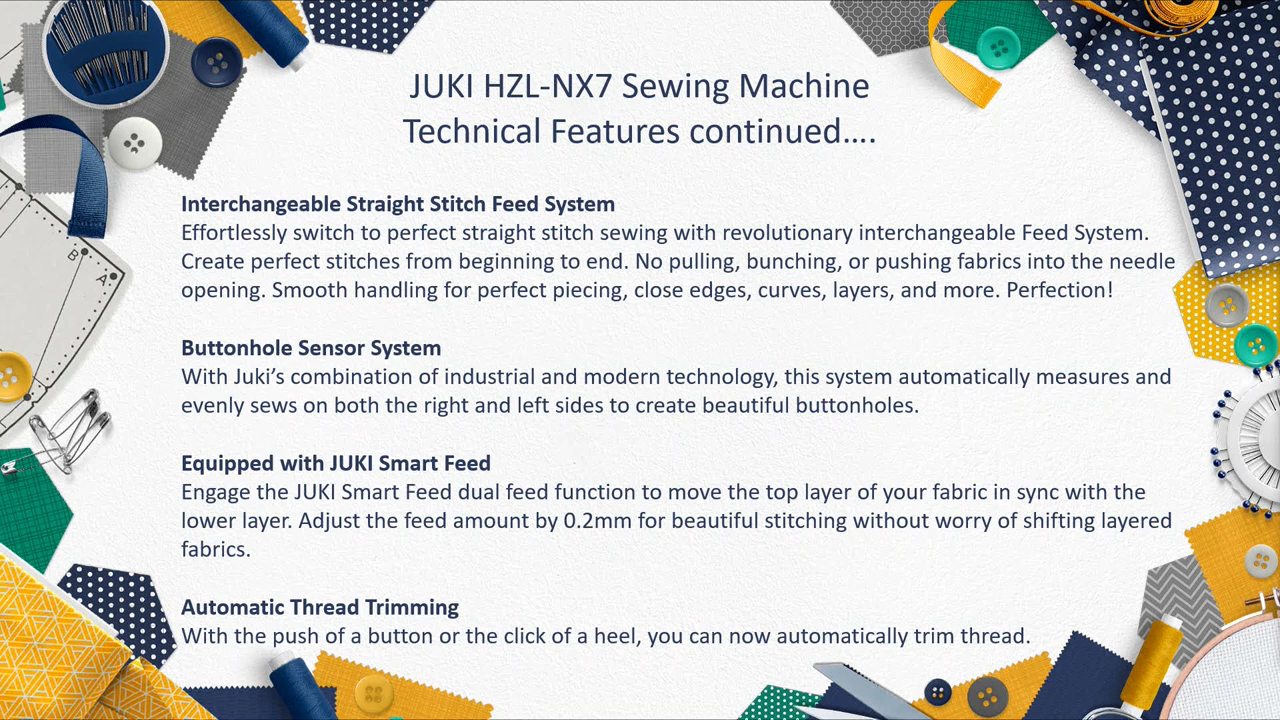 JUKI HZL-NX7 Sewing Machine
Technical Features continued….
Interchangeable Straight Stitch Feed System
Effortlessly switch to perfect straight stitch sewing with revolutionary interchangeable Feed System.
Create perfect stitches from beginning to end. No pulling, bunching, or pushing fabrics into the needle
opening. Smooth handling for perfect piecing, close edges, curves, layers, and more. Perfection!
Buttonhole Sensor System
With Juki’s combination of industrial and modern technology, this system automatically measures and
evenly sews on both the right and left sides to create beautiful buttonholes.
Equipped with JUKI Smart Feed
Engage the JUKI Smart Feed dual feed function to move the top layer of your fabric in sync with the
lower layer. Adjust the feed amount by 0.2mm for beautiful stitching without worry of shifting layered
fabrics.
Automatic Thread Trimming
With the push of a button or the click of a heel, you can now automatically trim thread.
B
A